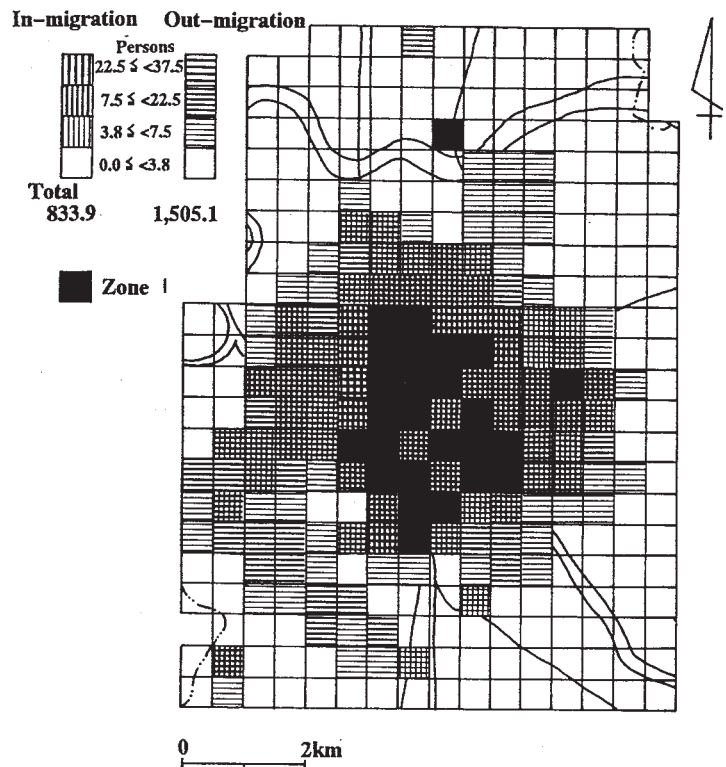 In-migration Out-migration
Persons
22.5 ≦ <37.5
7.5 ≦ <22.5
3.8 ≦ <7.5
0.0 ≦ <3.8
Total
833.9 1,505.1
Zone I
0 2km